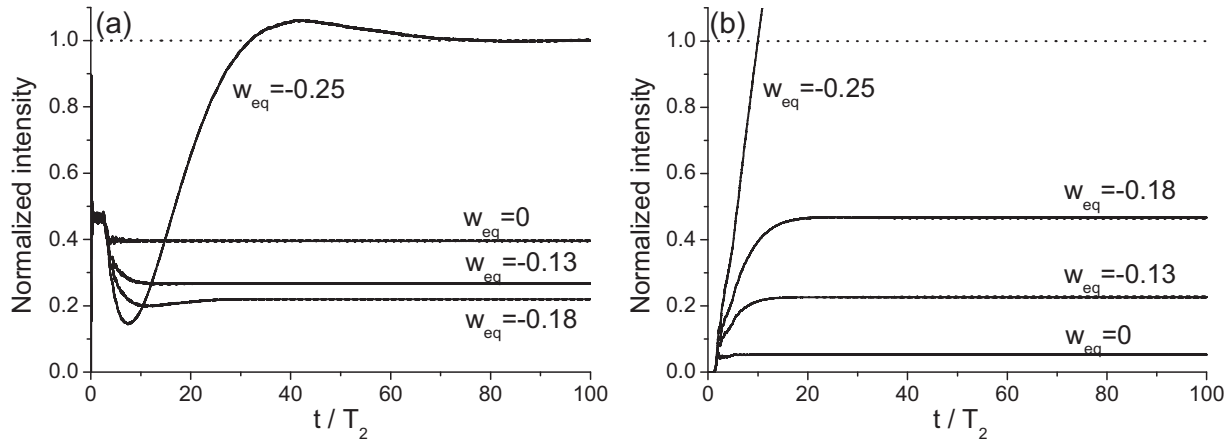 (a)
Normalized intensity
1.0
0.8
0.6
0.4
0.2
0.0
w_eq=-0.25
w_eq=0
w_eq=-0.13
w_eq=-0.18
0 20 40 60 80 100
t / T_2
(b)
Normalized intensity
1.0
0.8
0.6
0.4
0.2
0.0
w_eq=-0.25
w_eq=-0.18
w_eq=-0.13
w_eq=0
0 20 40 60 80 100
t / T_2